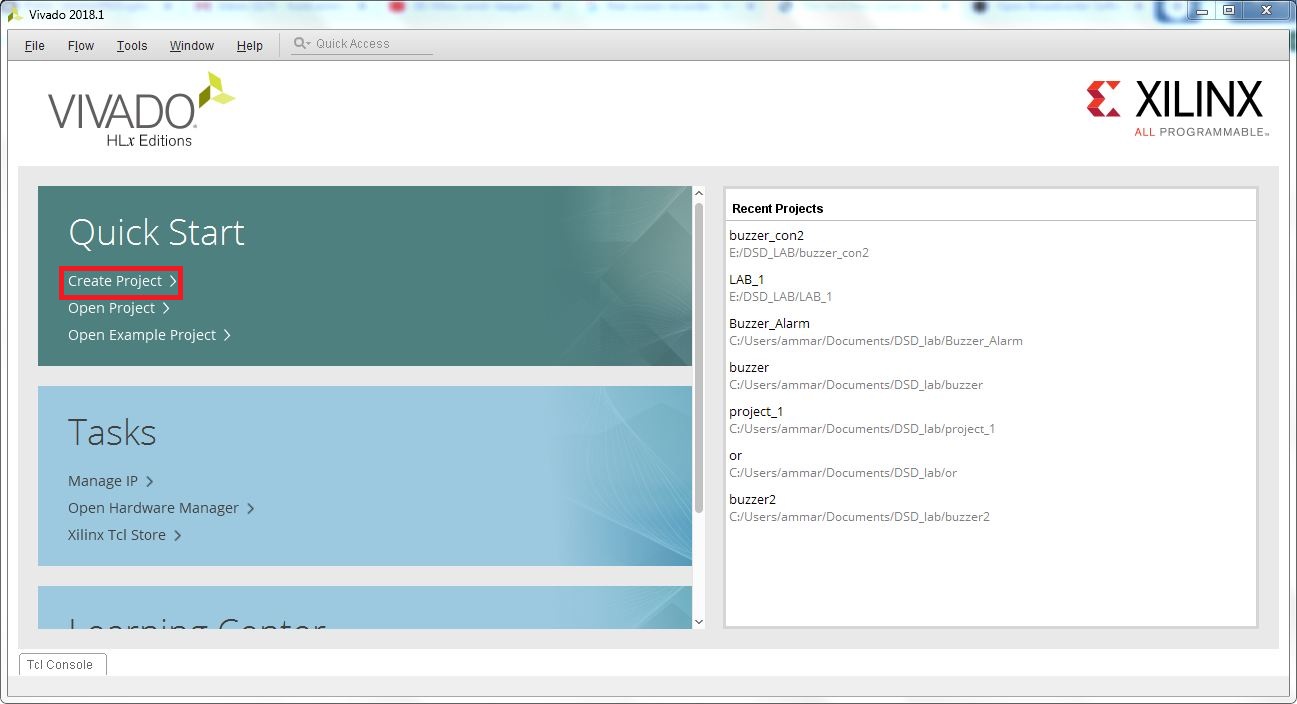 Vivado 2018.1
File Flow Tools Window Help Quick Access
VIVADO
HLx Editions
XILINX
ALL PROGRAMMABLE™
Quick Start
Create Project
Open Project
Open Example Project
Tasks
Manage IP
Open Hardware Manager
Xilinx Tcl Store
Learning Center
Recent Projects
buzzer_con2
E:/DSD_LAB/buzzer_con2
LAB_1
E:/DSD_LAB/LAB_1
Buzzer_Alarm
C:/Users/ammar/Documents/DSD_lab/Buzzer_Alarm
buzzer
C:/Users/ammar/Documents/DSD_lab/buzzer
project_1
C:/Users/ammar/Documents/DSD_lab/project_1
or
C:/Users/ammar/Documents/DSD_lab/or
buzzer2
C:/Users/ammar/Documents/DSD_lab/buzzer2
Tcl Console